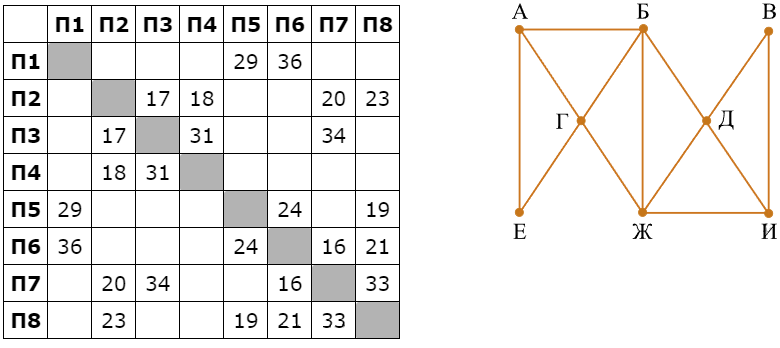 П1 П2 П3 П4 П5 П6 П7 П8
П1 29 36
П2 17 18 20 23
П3 17 31 34
П4 18 31
П5 29 24 19
П6 36 24 16 21
П7 20 34 16 33
П8 23 19 21 33
А Б В
Г Д
Е Ж И